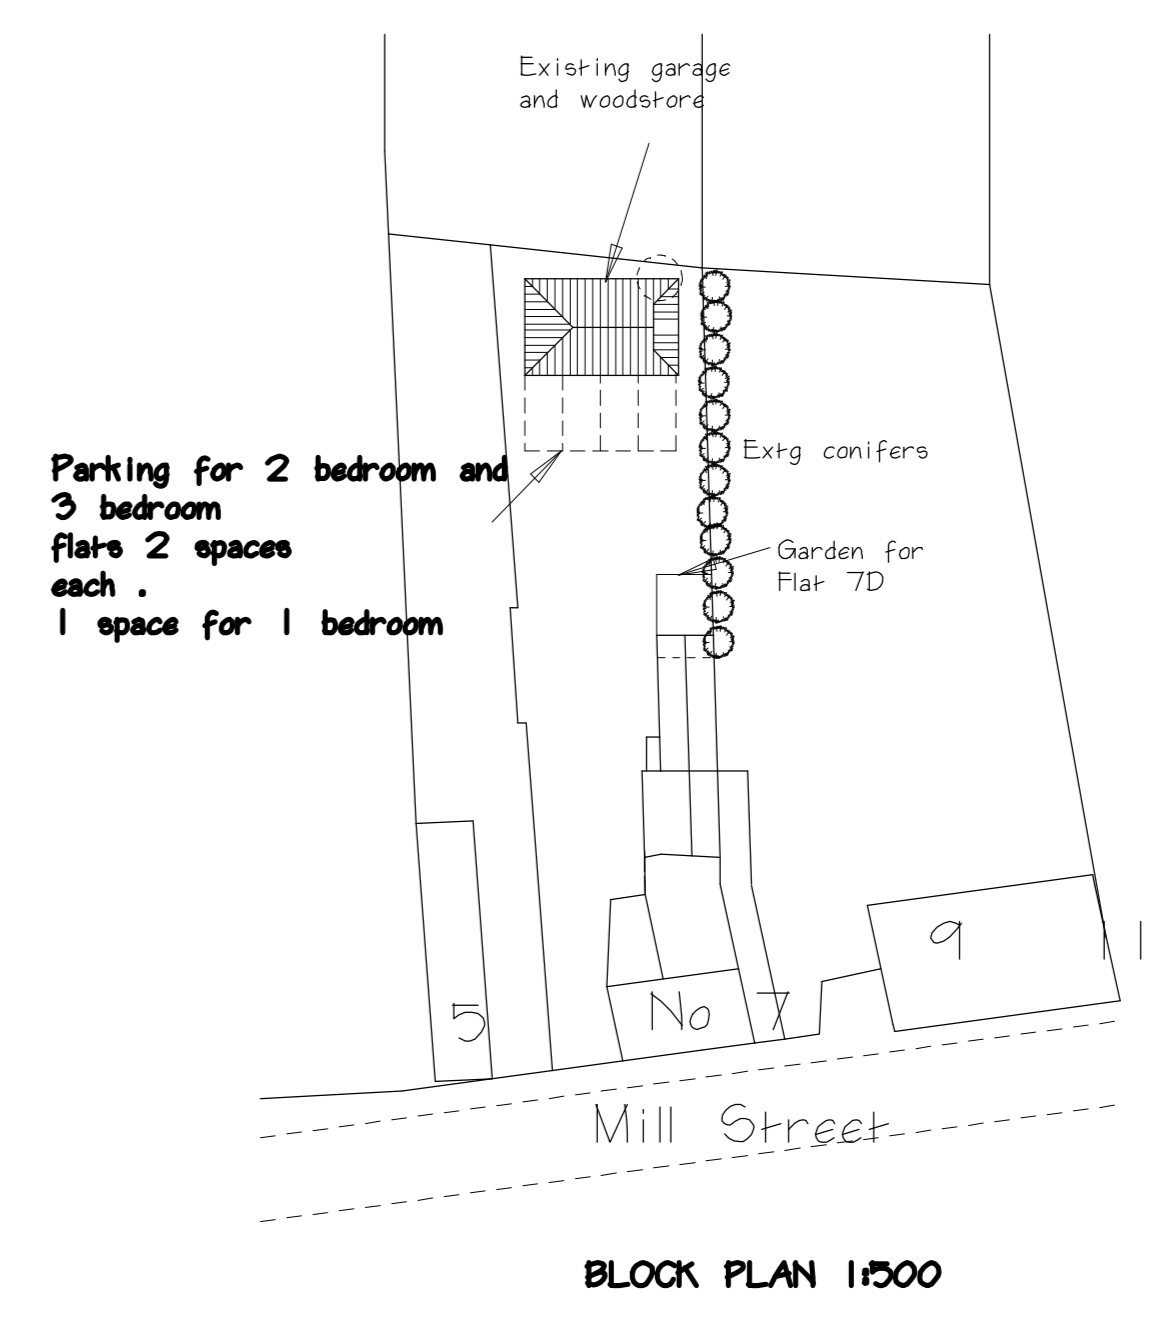 Existing garage
and woodstore
Parking for 2 bedroom and
3 bedroom
flats 2 spaces
each .
1 space for 1 bedroom
Extg conifers
Garden for
Flat 7D
9
11
5
No 7
Mill Street
BLOCK PLAN 1:500